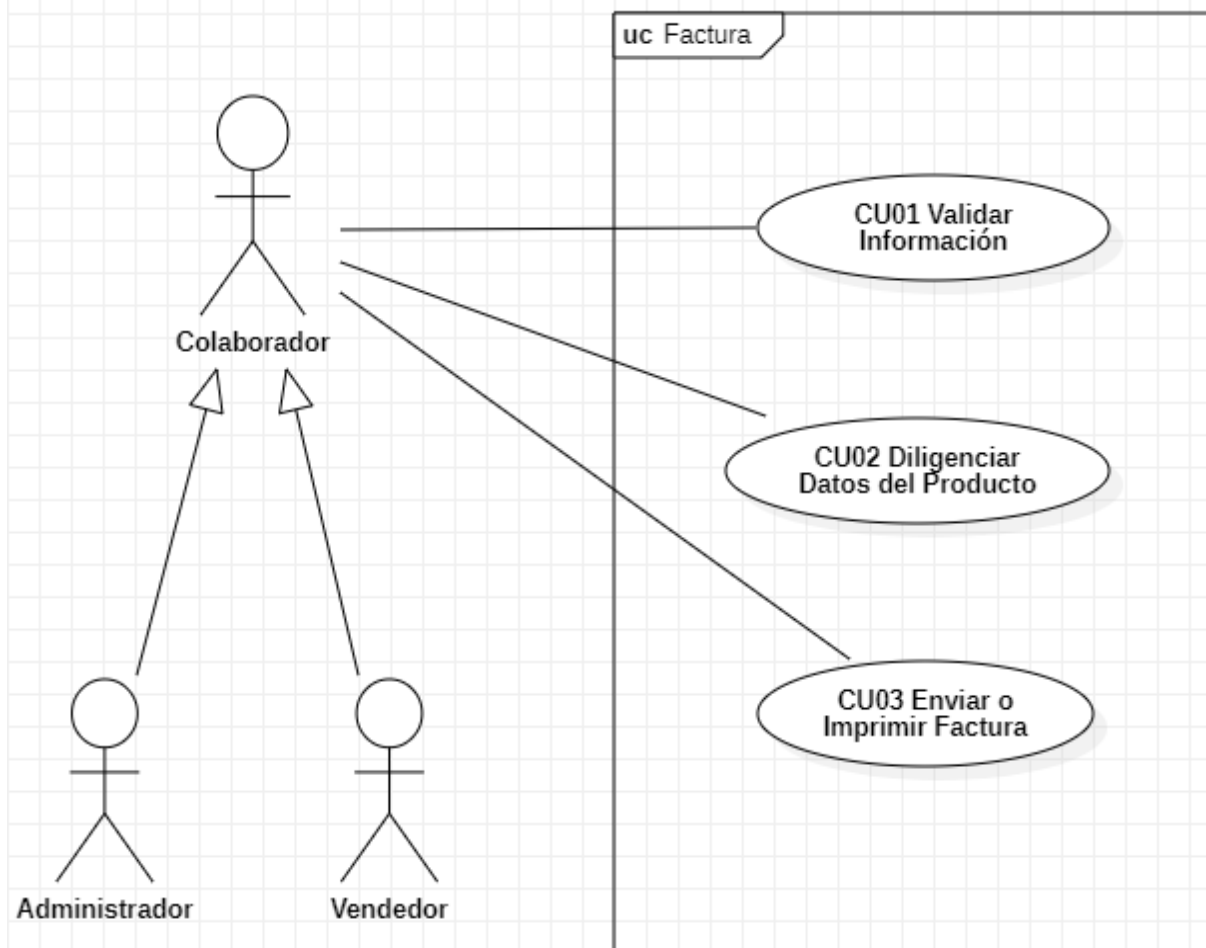 uc Factura
CU01 Validar
Información
Colaborador
CU02 Diligenciar
Datos del Producto
CU03 Enviar o
Imprimir Factura
Administrador
Vendedor